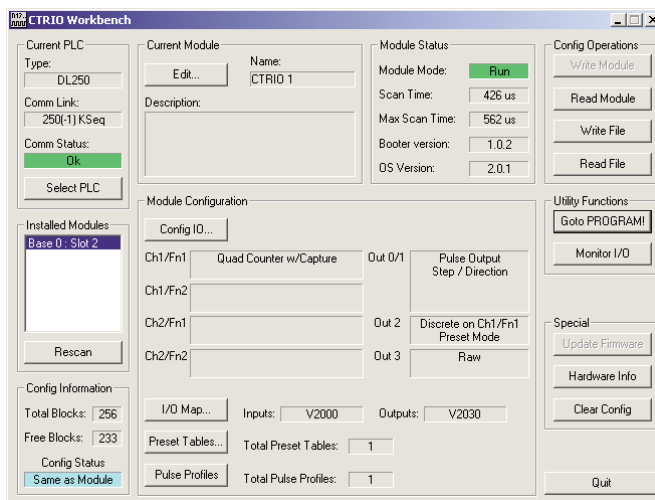 CTRIO Workbench
Current PLC
Type:
DL250
Comm Link:
250(-1) KSeq
Comm Status:
Ok
Select PLC
Installed Modules
Base 0 : Slot 2
Rescan
Config Information
Total Blocks: 256
Free Blocks: 233
Config Status
Same as Module
Current Module
Edit...
Name:
CTRIO 1
Description:
Module Status
Module Mode: Run
Scan Time: 426 us
Max Scan Time: 562 us
Booter version: 1.0.2
OS Version: 2.0.1
Module Configuration
Config IO...
Ch1/Fn1 Quad Counter w/Capture
Ch1/Fn2
Ch2/Fn1
Ch2/Fn2
Out 0/1 Pulse Output
Step / Direction
Out 2 Discrete on Ch1/Fn1
Preset Mode
Out 3 Raw
I/O Map... Inputs: V2000 Outputs: V2030
Preset Tables... Total Preset Tables: 1
Pulse Profiles Total Pulse Profiles: 1
Config Operations
Write Module
Read Module
Write File
Read File
Utility Functions
Goto PROGRAM!
Monitor I/O
Special
Update Firmware
Hardware Info
Clear Config
Quit